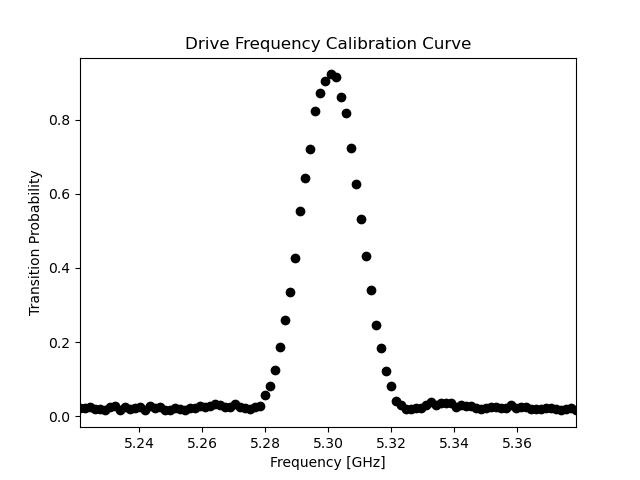 Drive Frequency Calibration Curve
Transition Probability
0.8
0.6
0.4
0.2
0.0
5.24 5.26 5.28 5.30 5.32 5.34 5.36
Frequency [GHz]